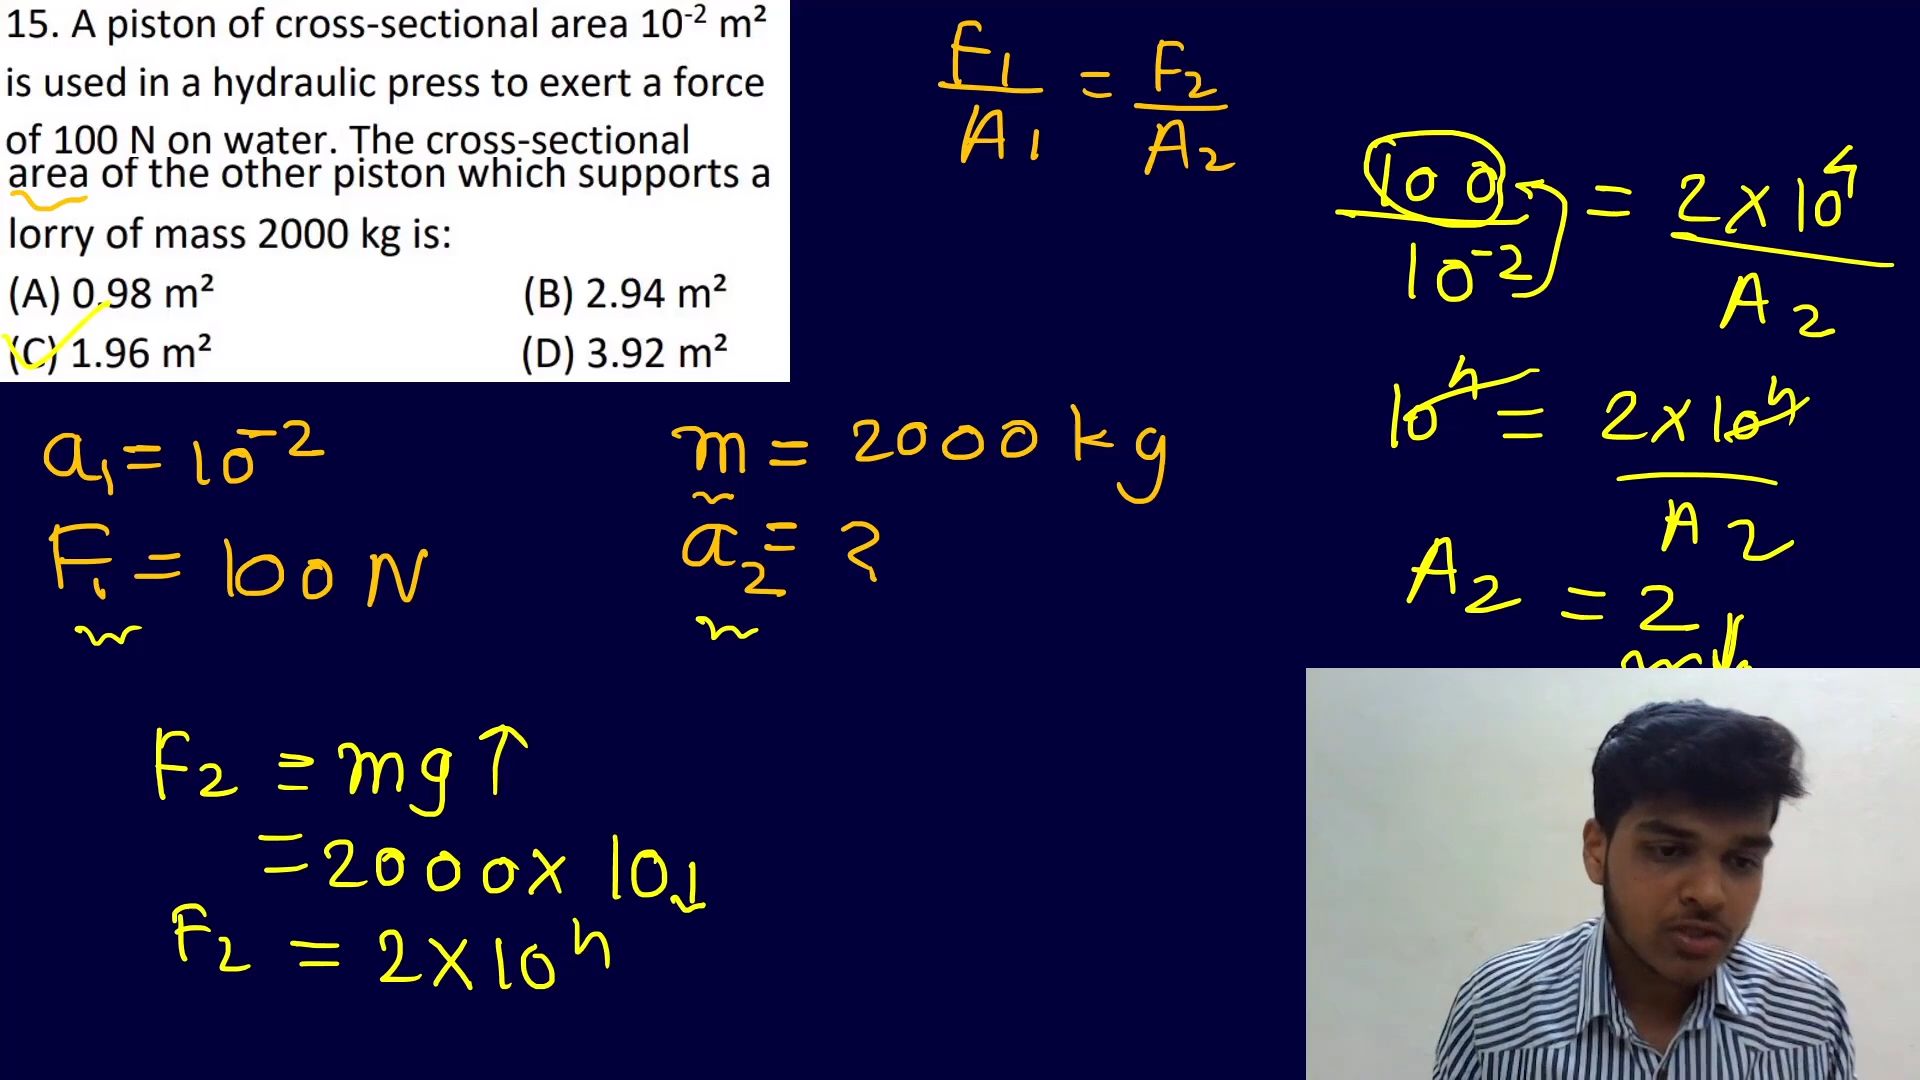 15. A piston of cross-sectional area 10⁻² m²
is used in a hydraulic press to exert a force
of 100 N on water. The cross-sectional
area of the other piston which supports a
lorry of mass 2000 kg is:
(A) 0.98 m² (B) 2.94 m²
(C) 1.96 m² (D) 3.92 m²
F₁/A₁ = F₂/A₂
100/10⁻² = 2×10⁴/A₂
10⁴ = 2×10⁴/A₂
A₂ = 2
a₁ = 10⁻²
F₁ = 100 N
m = 2000 kg
a₂ = ?
F₂ = mg↑
= 2000× 10↓
F₂ = 2×10⁴